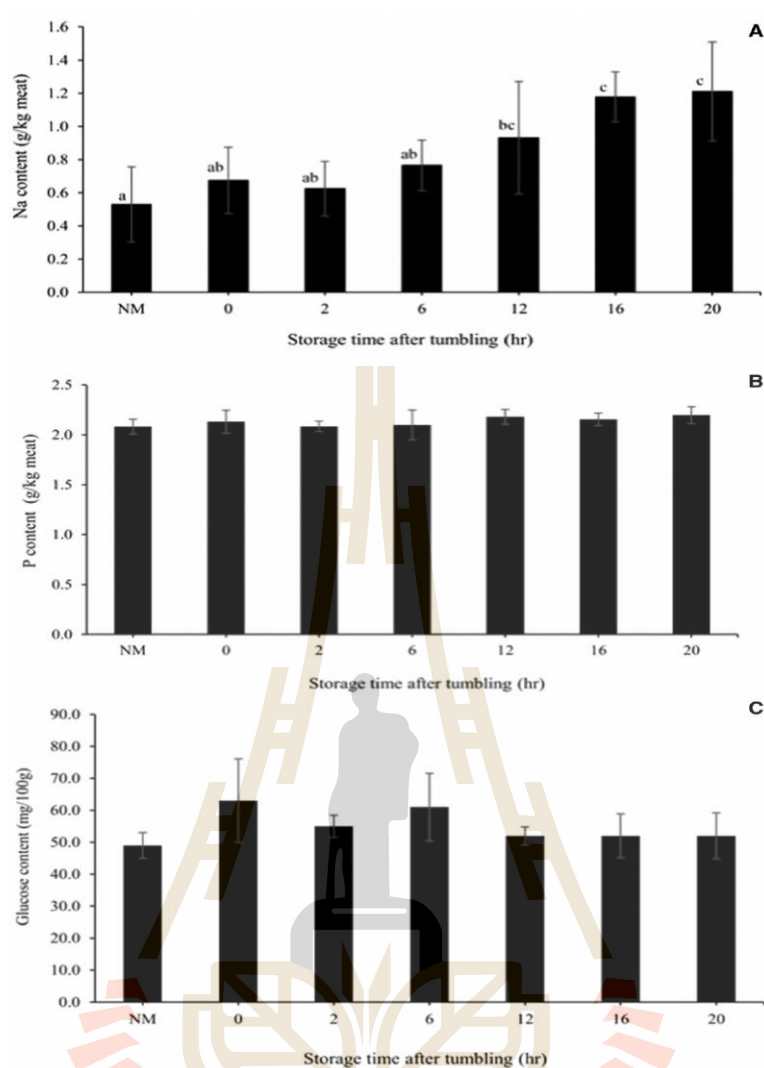 A
Na content (g/kg meat)
1.6
1.4
1.2
1.0
0.8
0.6
0.4
0.2
0.0
a
ab
ab
ab
bc
c
c
NM 0 2 6 12 16 20
Storage time after tumbling (hr)
B
P content (g/kg meat)
2.5
2.0
1.5
1.0
0.5
0.0
NM 0 2 6 12 16 20
Storage time after tumbling (hr)
C
Glucose content (mg/100g)
90.0
80.0
70.0
60.0
50.0
40.0
30.0
20.0
10.0
0.0
NM 0 2 6 12 16 20
Storage time after tumbling (hr)